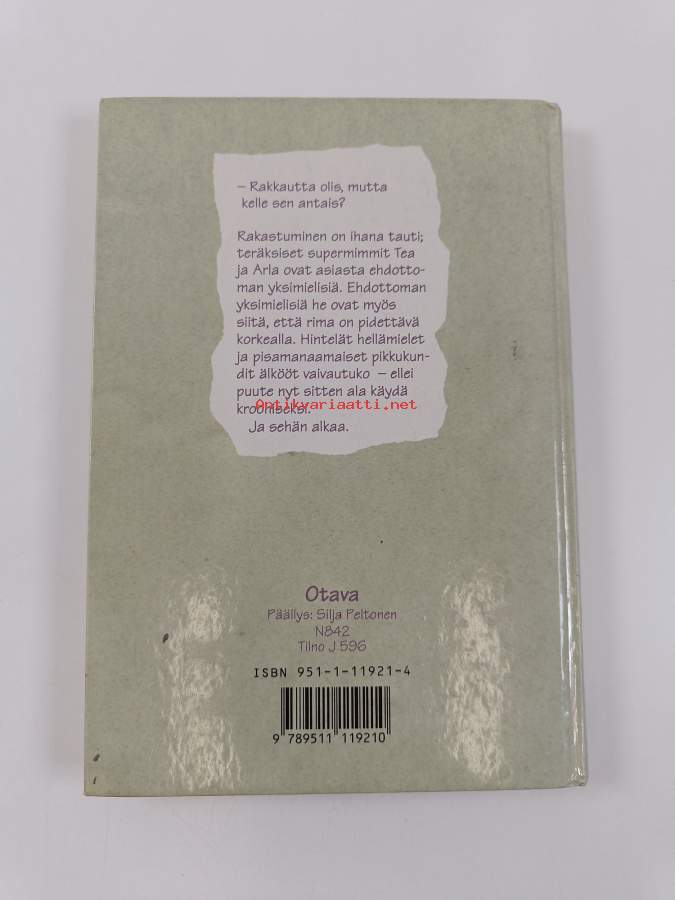 – Rakkautta olis, mutta
kelle sen antais?
Rakastuminen on ihana tauti;
teräksiset supermimmit Tea
ja Arla ovat asiasta ehdotto-
man yksimielisiä. Ehdottoman
yksimielisiä he ovat myös
siitä, että rima on pidettävä
korkealla. Hintelät hellämielet
ja pisamanaamaiset pikkukun-
dit älkööt vaivautuko – ellei
puute nyt sitten ala käydä
Antikvariaatti.net
krooniseksi.
Ja sehän alkaa.
Otava
Päällys: Silja Peltonen
N842
Tilno J 596
ISBN 951-1-11921-4
9 789511 119210